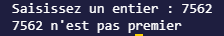 Saisissez un entier : 7562
7562 n'est pas premier